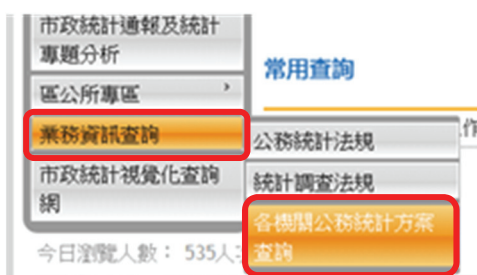 市政統計通報及統計
專題分析
常用查詢
區公所專區 ›
業務資訊查詢
作
公務統計法規
市政統計視覺化查詢
網
統計調查法規
各機關公務統計方案
查詢
今日瀏覽人數： 535人